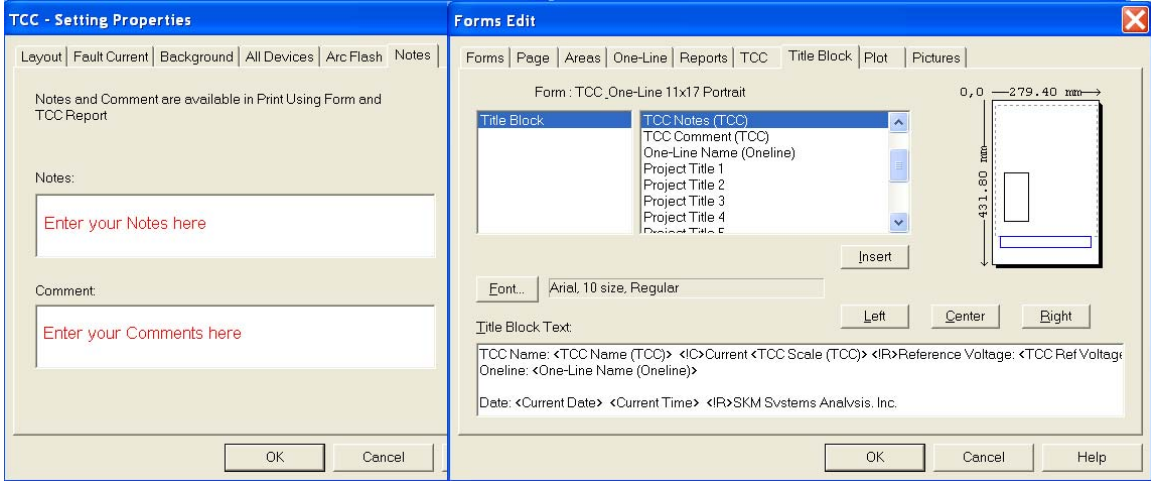 TCC - Setting Properties
Layout
Fault Current
Background
All Devices
Arc Flash
Notes
Notes and Comment are available in Print Using Form and
TCC Report
Notes:
Enter your Notes here
Comment:
Enter your Comments here
OK
Cancel
Forms Edit
Forms
Page
Areas
One-Line
Reports
TCC
Title Block
Plot
Pictures
Form : TCC_One-Line 11x17 Portrait
Title Block
TCC Notes (TCC)
TCC Comment (TCC)
One-Line Name (Oneline)
Project Title 1
Project Title 2
Project Title 3
Project Title 4
Project Title 5
0,0
279.40 mm
431.80 mm
Insert
Font...
Arial, 10 size, Regular
Left
Center
Right
Title Block Text:
TCC Name: <TCC Name (TCC)> <!C>Current <TCC Scale (TCC)> <!R>Reference Voltage: <TCC Ref Voltage
Oneline: <One-Line Name (Oneline)>
Date: <Current Date> <Current Time> <!R>SKM Systems Analysis, Inc.
OK
Cancel
Help